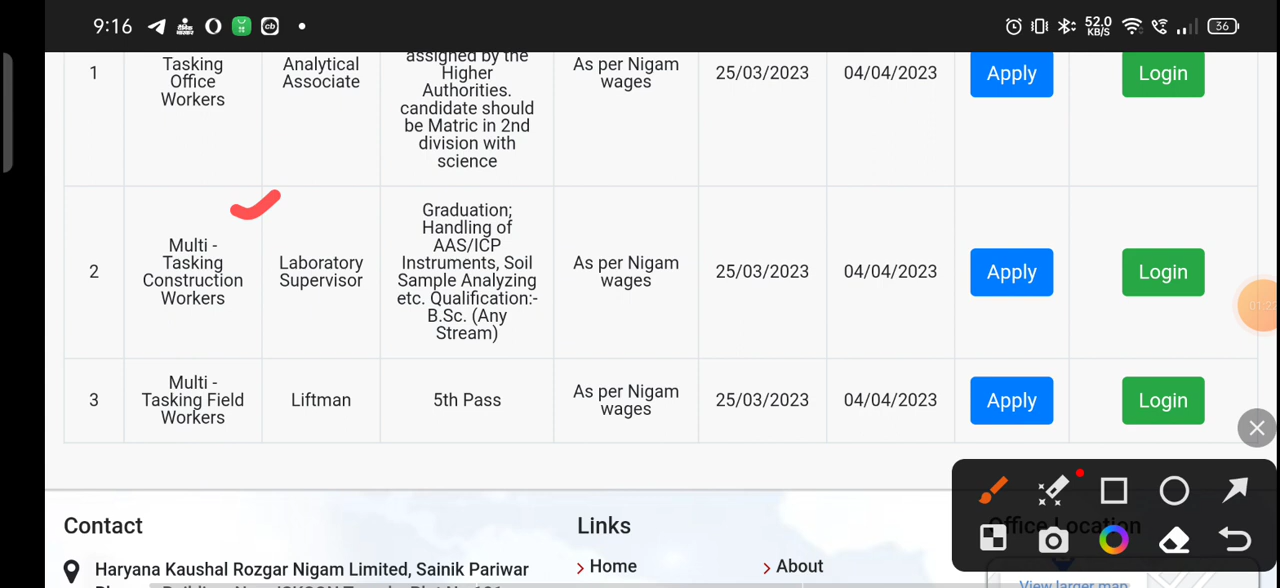 9:16
52.0
KB/S
36
1
Tasking
Office
Workers
Analytical
Associate
assigned by the
Higher
Authorities.
candidate should
be Matric in 2nd
division with
science
As per Nigam
wages
25/03/2023
04/04/2023
Apply
Login
2
Multi -
Tasking
Construction
Workers
Laboratory
Supervisor
Graduation;
Handling of
AAS/ICP
Instruments, Soil
Sample Analyzing
etc. Qualification:-
B.Sc. (Any
Stream)
As per Nigam
wages
25/03/2023
04/04/2023
Apply
Login
3
Multi -
Tasking Field
Workers
Liftman
5th Pass
As per Nigam
wages
25/03/2023
04/04/2023
Apply
Login
Contact
Links
Office Location
Haryana Kaushal Rozgar Nigam Limited, Sainik Pariwar
Home
About
View larger map